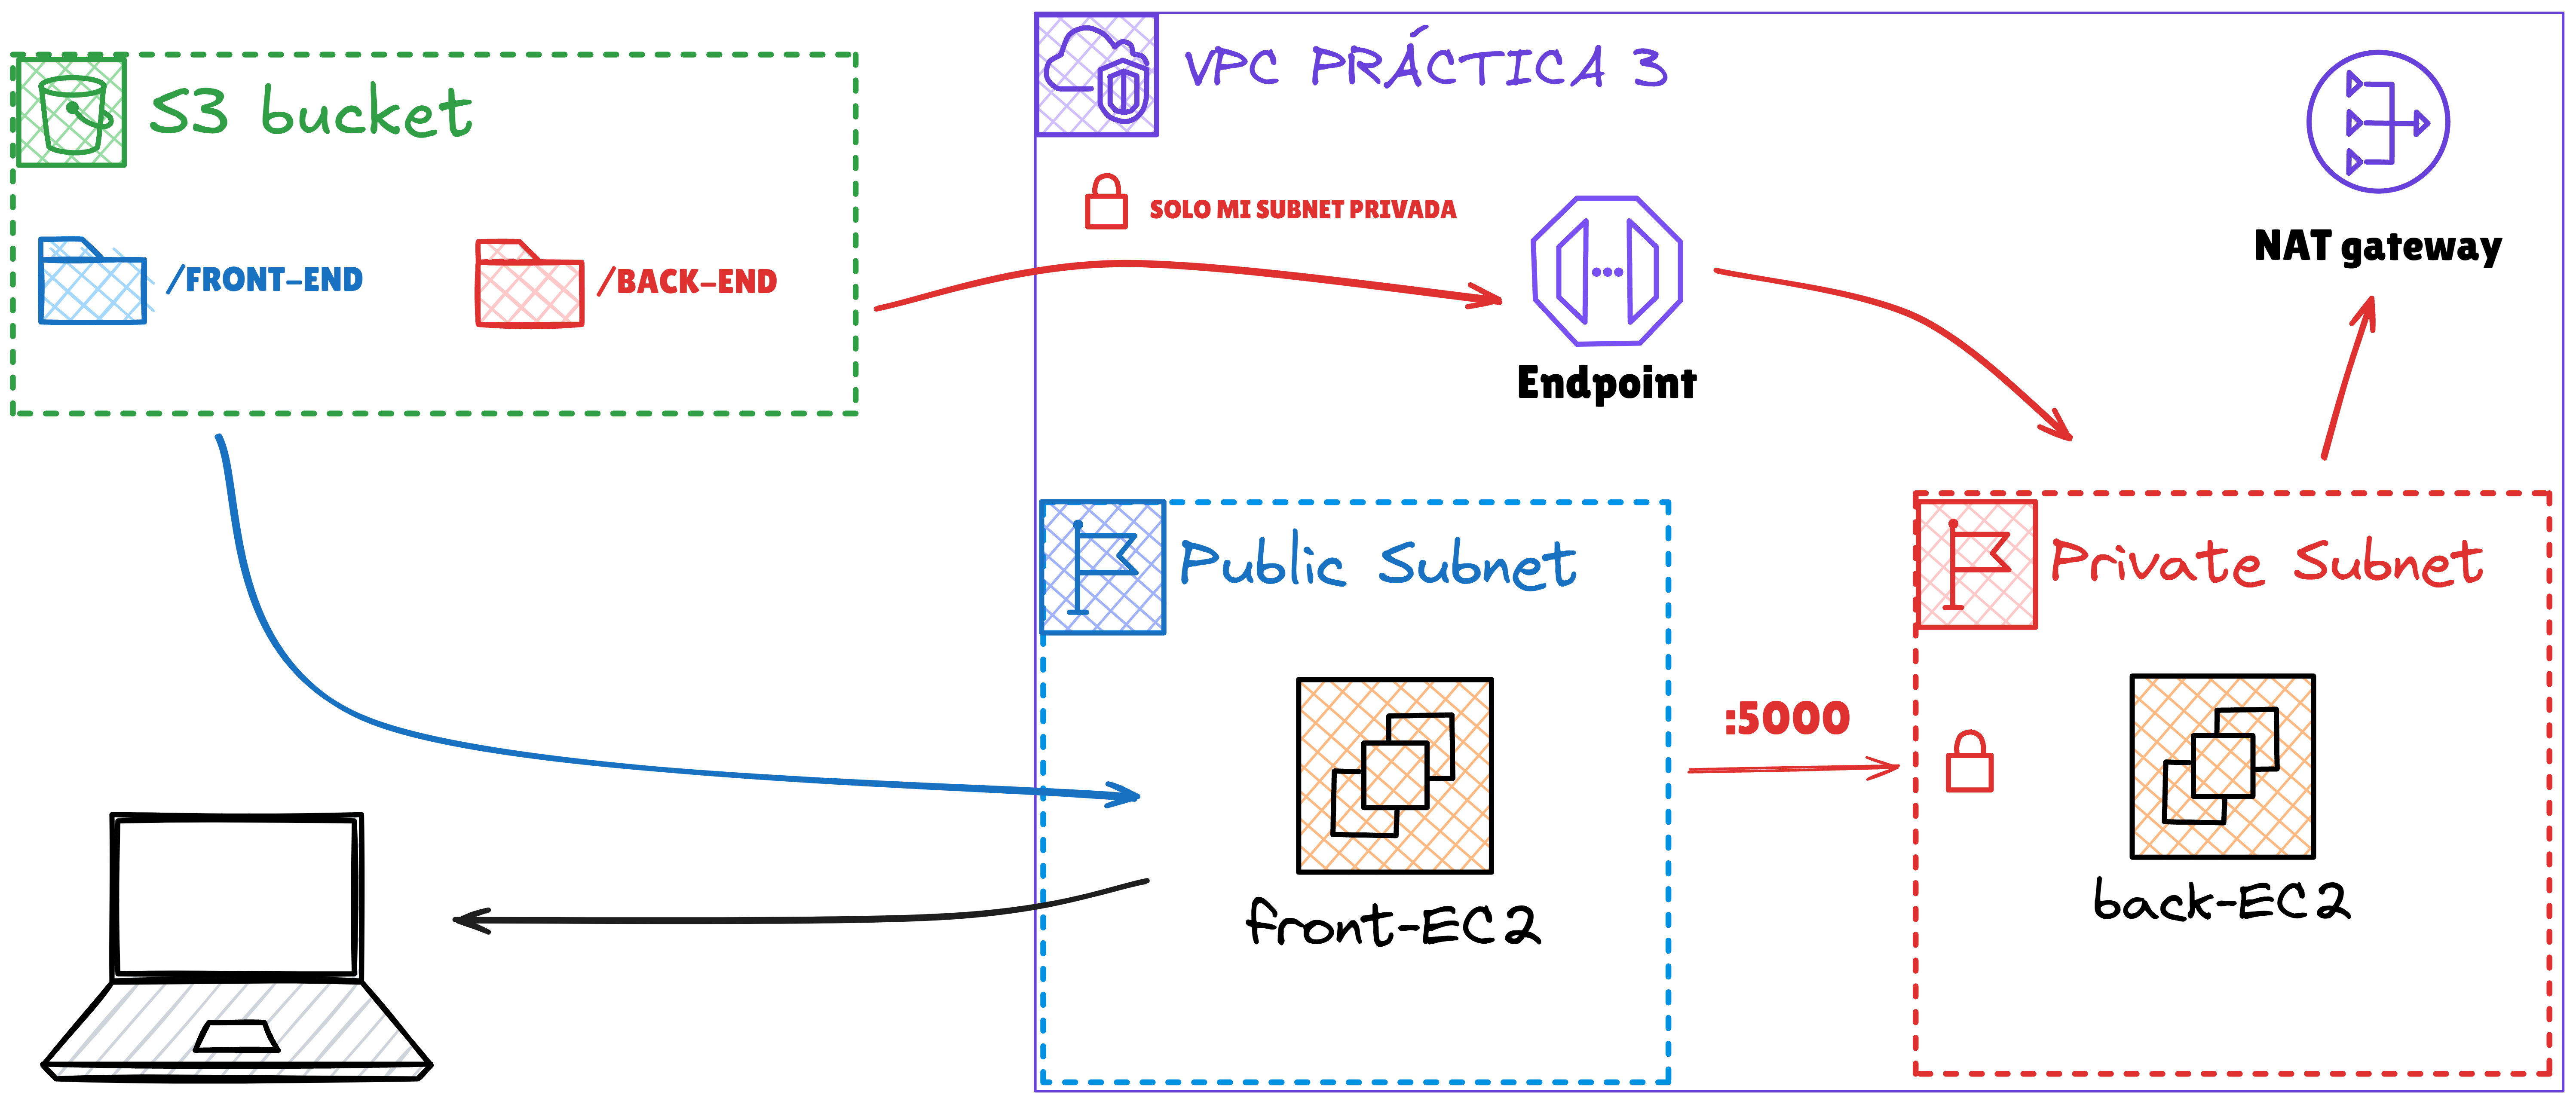 S3 bucket
/FRONT-END
/BACK-END
VPC PRÁCTICA 3
SOLO MI SUBNET PRIVADA
Endpoint
NAT gateway
Public Subnet
front-EC2
:5000
Private Subnet
back-EC2